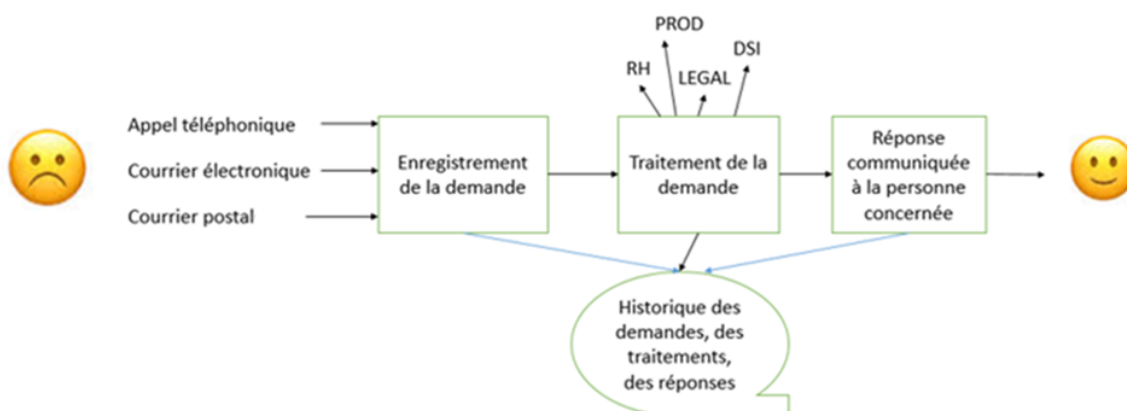 PROD
DSI
RH
LEGAL
Appel téléphonique
Courrier électronique
Courrier postal
Enregistrement
de la demande
Traitement de la
demande
Réponse
communiquée
à la personne
concernée
Historique des
demandes, des
traitements,
des réponses